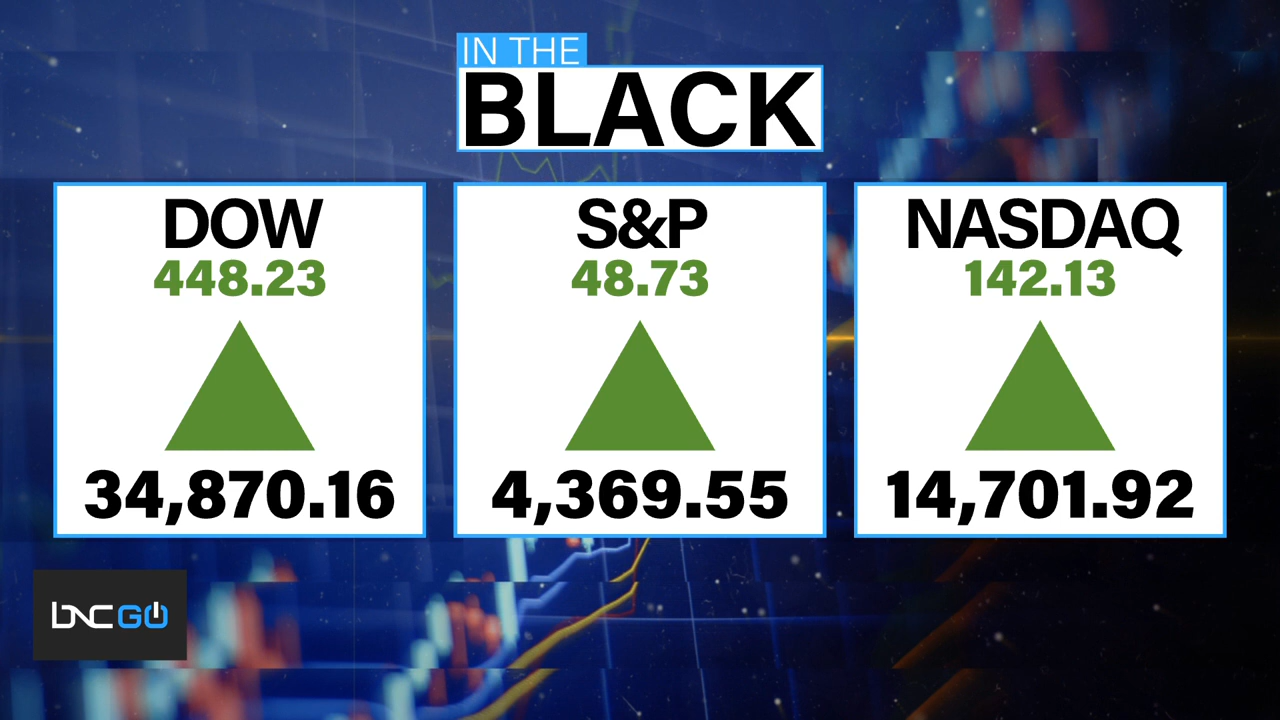 IN THE
BLACK
DOW
448.23
34,870.16
S&P
48.73
4,369.55
NASDAQ
142.13
14,701.92
bnc GO